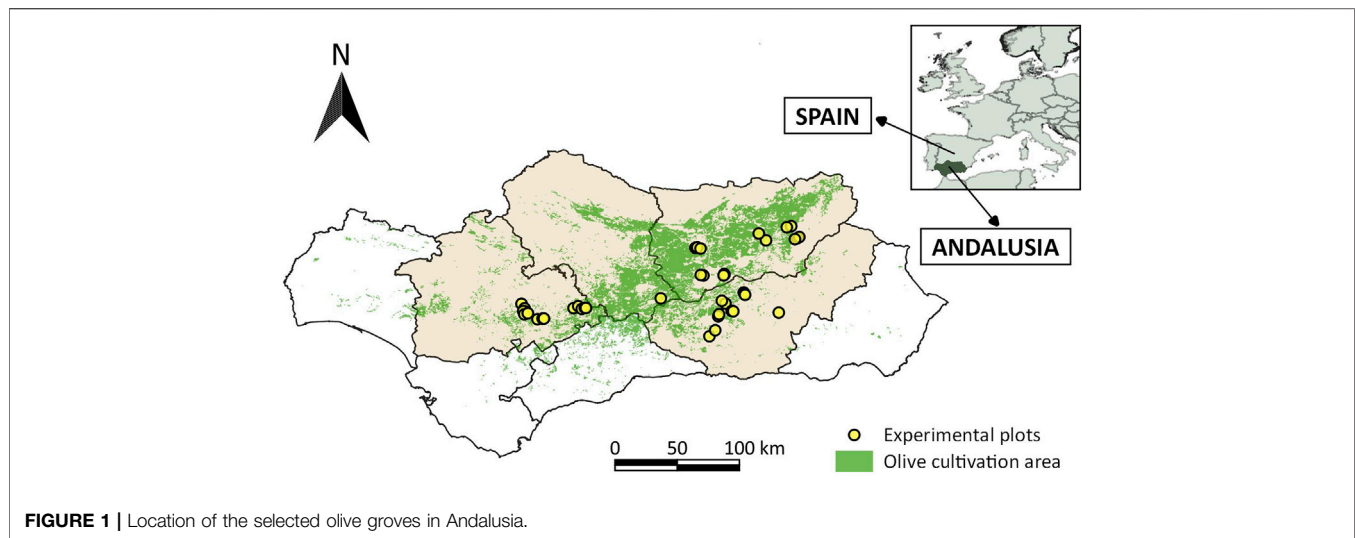 N
SPAIN
ANDALUSIA
0 50 100 km
Experimental plots
Olive cultivation area
FIGURE 1 | Location of the selected olive groves in Andalusia.